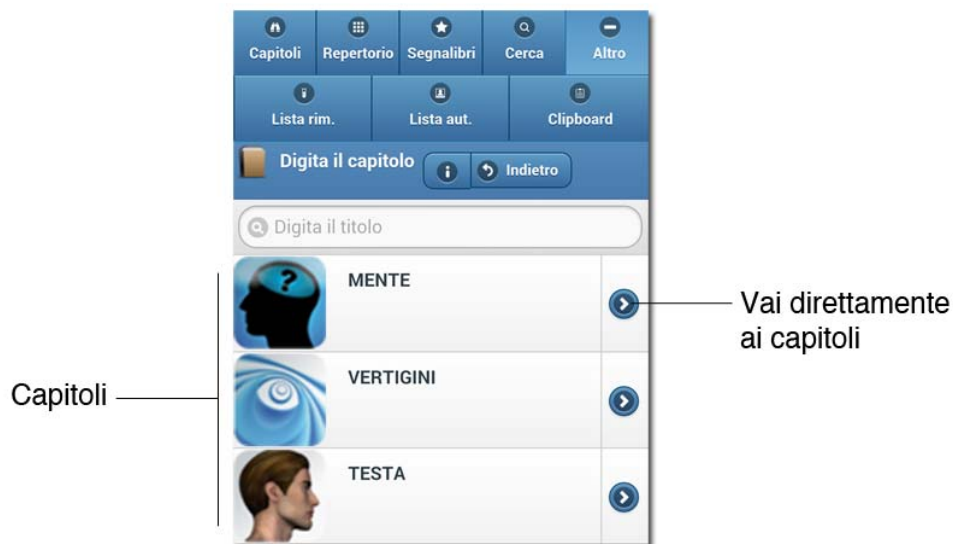 Capitoli Repertorio Segnalibri Cerca Altro
Lista rim. Lista aut. Clipboard
Digita il capitolo i Indietro
Digita il titolo
? MENTE
Vai direttamente
ai capitoli
VERTIGINI
Capitoli
TESTA